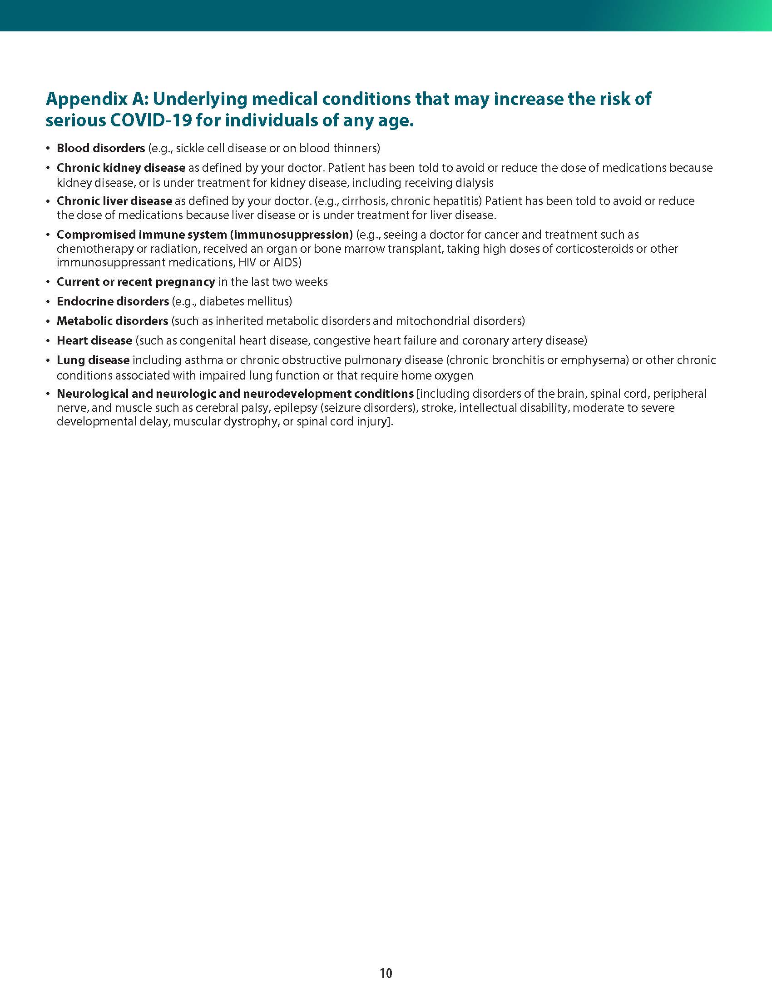 Appendix A: Underlying medical conditions that may increase the risk of
serious COVID-19 for individuals of any age.
• Blood disorders (e.g., sickle cell disease or on blood thinners)
• Chronic kidney disease as defined by your doctor. Patient has been told to avoid or reduce the dose of medications because
kidney disease, or is under treatment for kidney disease, including receiving dialysis
• Chronic liver disease as defined by your doctor. (e.g., cirrhosis, chronic hepatitis) Patient has been told to avoid or reduce
the dose of medications because liver disease or is under treatment for liver disease.
• Compromised immune system (immunosuppression) (e.g., seeing a doctor for cancer and treatment such as
chemotherapy or radiation, received an organ or bone marrow transplant, taking high doses of corticosteroids or other
immunosuppressant medications, HIV or AIDS)
• Current or recent pregnancy in the last two weeks
• Endocrine disorders (e.g., diabetes mellitus)
• Metabolic disorders (such as inherited metabolic disorders and mitochondrial disorders)
• Heart disease (such as congenital heart disease, congestive heart failure and coronary artery disease)
• Lung disease including asthma or chronic obstructive pulmonary disease (chronic bronchitis or emphysema) or other chronic
conditions associated with impaired lung function or that require home oxygen
• Neurological and neurologic and neurodevelopment conditions [including disorders of the brain, spinal cord, peripheral
nerve, and muscle such as cerebral palsy, epilepsy (seizure disorders), stroke, intellectual disability, moderate to severe
developmental delay, muscular dystrophy, or spinal cord injury].
10